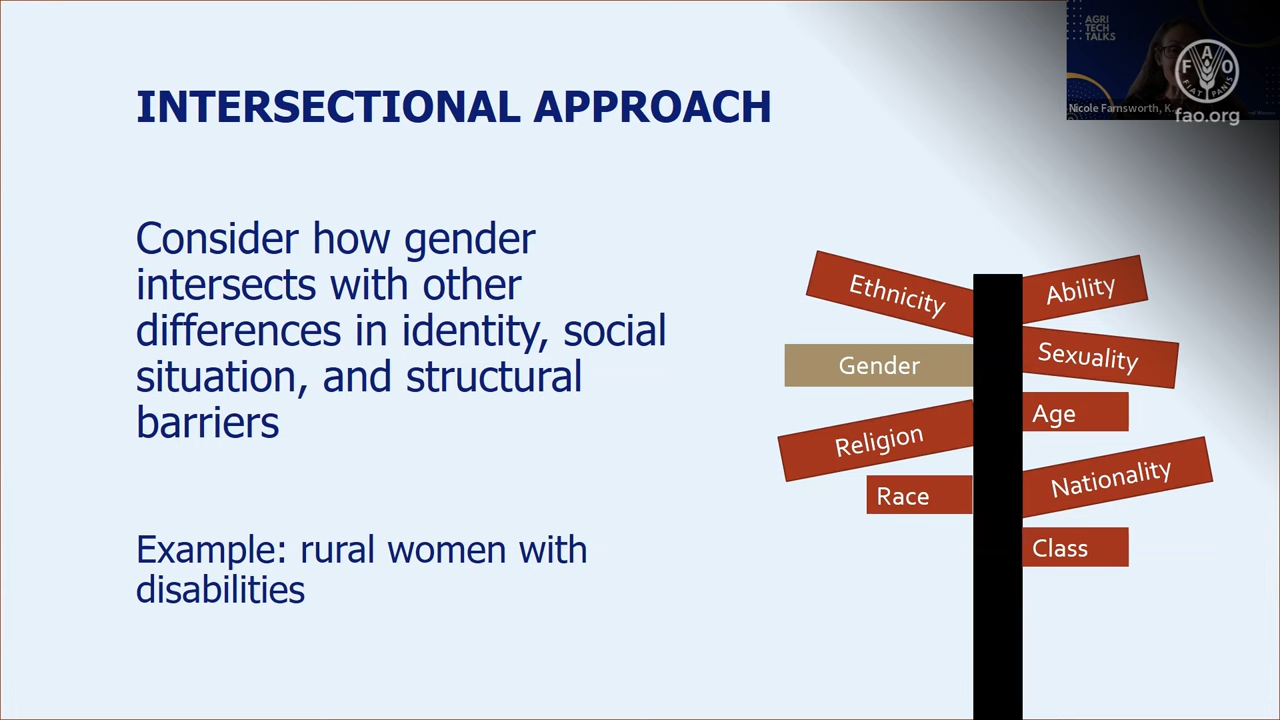 INTERSECTIONAL APPROACH
Consider how gender
intersects with other
differences in identity, social
situation, and structural
barriers
Example: rural women with
disabilities
Ethnicity
Ability
Gender
Sexuality
Age
Religion
Race
Nationality
Class
AGRI
TECH
TALKS
Nicole Farnsworth, K...
F A O
FIAT PANIS
fao.org